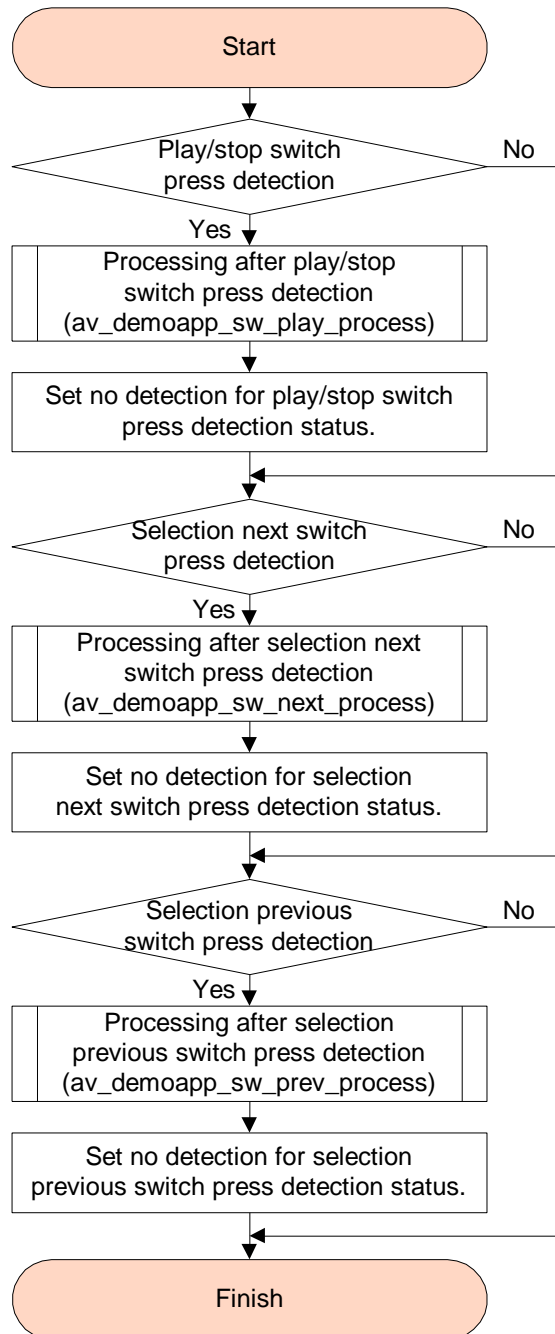 Start
Play/stop switch
press detection
No
Yes
Processing after play/stop
switch press detection
(av_demoapp_sw_play_process)
Set no detection for play/stop switch
press detection status.
Selection next switch
press detection
No
Yes
Processing after selection next
switch press detection
(av_demoapp_sw_next_process)
Set no detection for selection
next switch press detection status.
Selection previous
switch press detection
No
Yes
Processing after selection
previous switch press detection
(av_demoapp_sw_prev_process)
Set no detection for selection
previous switch press detection status.
Finish